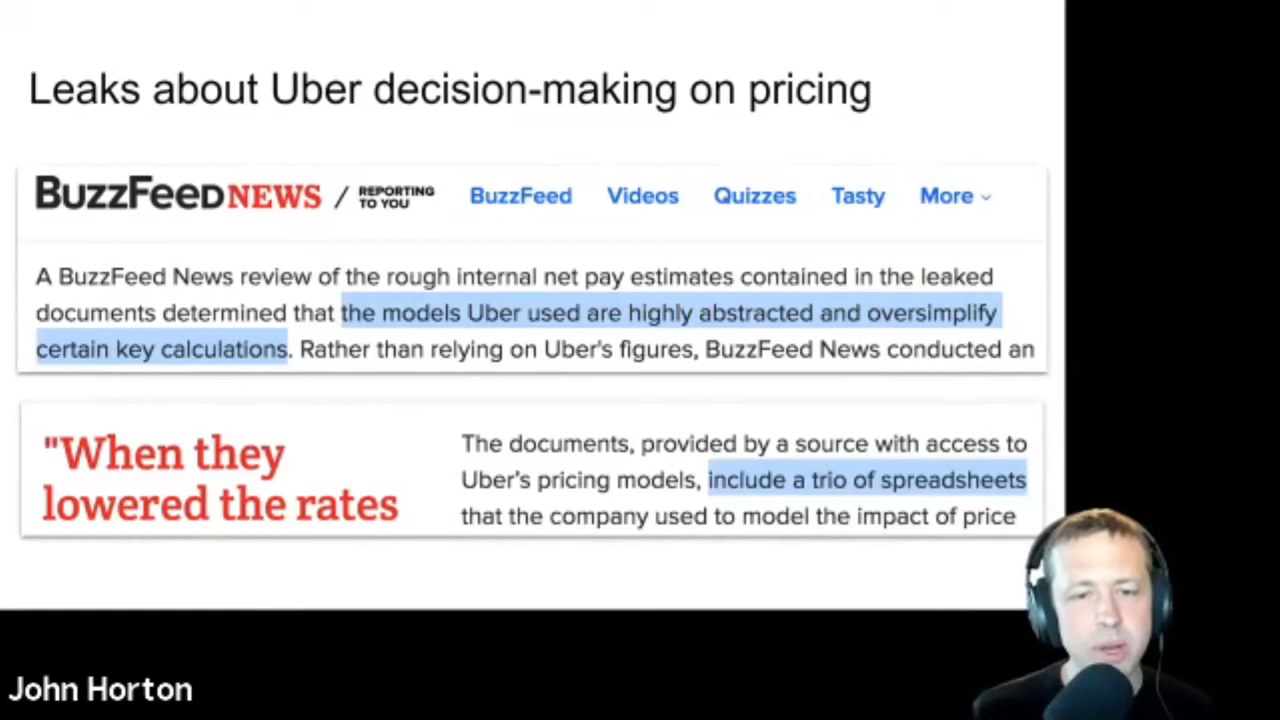 Leaks about Uber decision-making on pricing
BuzzFeed NEWS / REPORTING TO YOU BuzzFeed Videos Quizzes Tasty More
A BuzzFeed News review of the rough internal net pay estimates contained in the leaked
documents determined that the models Uber used are highly abstracted and oversimplify
certain key calculations. Rather than relying on Uber's figures, BuzzFeed News conducted an
"When they
lowered the rates
The documents, provided by a source with access to
Uber's pricing models, include a trio of spreadsheets
that the company used to model the impact of price
John Horton